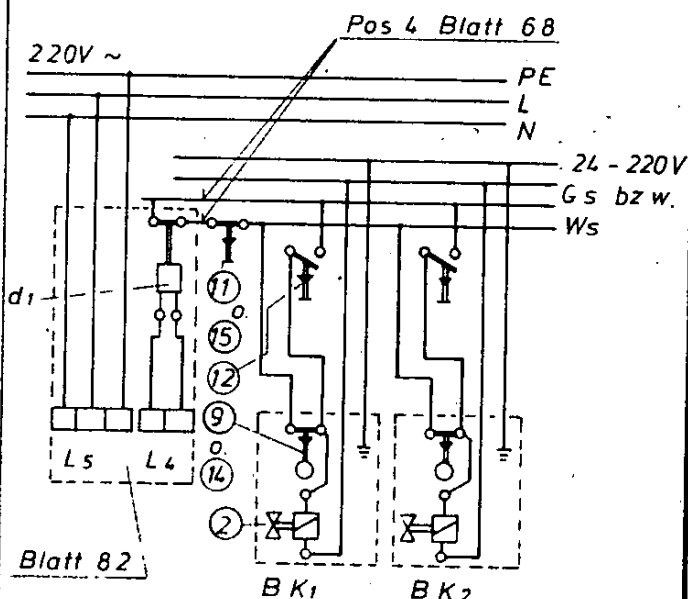 Pos 4 Blatt 68
220V ~
PE
L
N
24 - 220V
Gs bzw.
Ws
d1
11
o.
15
12
9
o.
14
2
L5
L4
Blatt 82
BK1
BK2